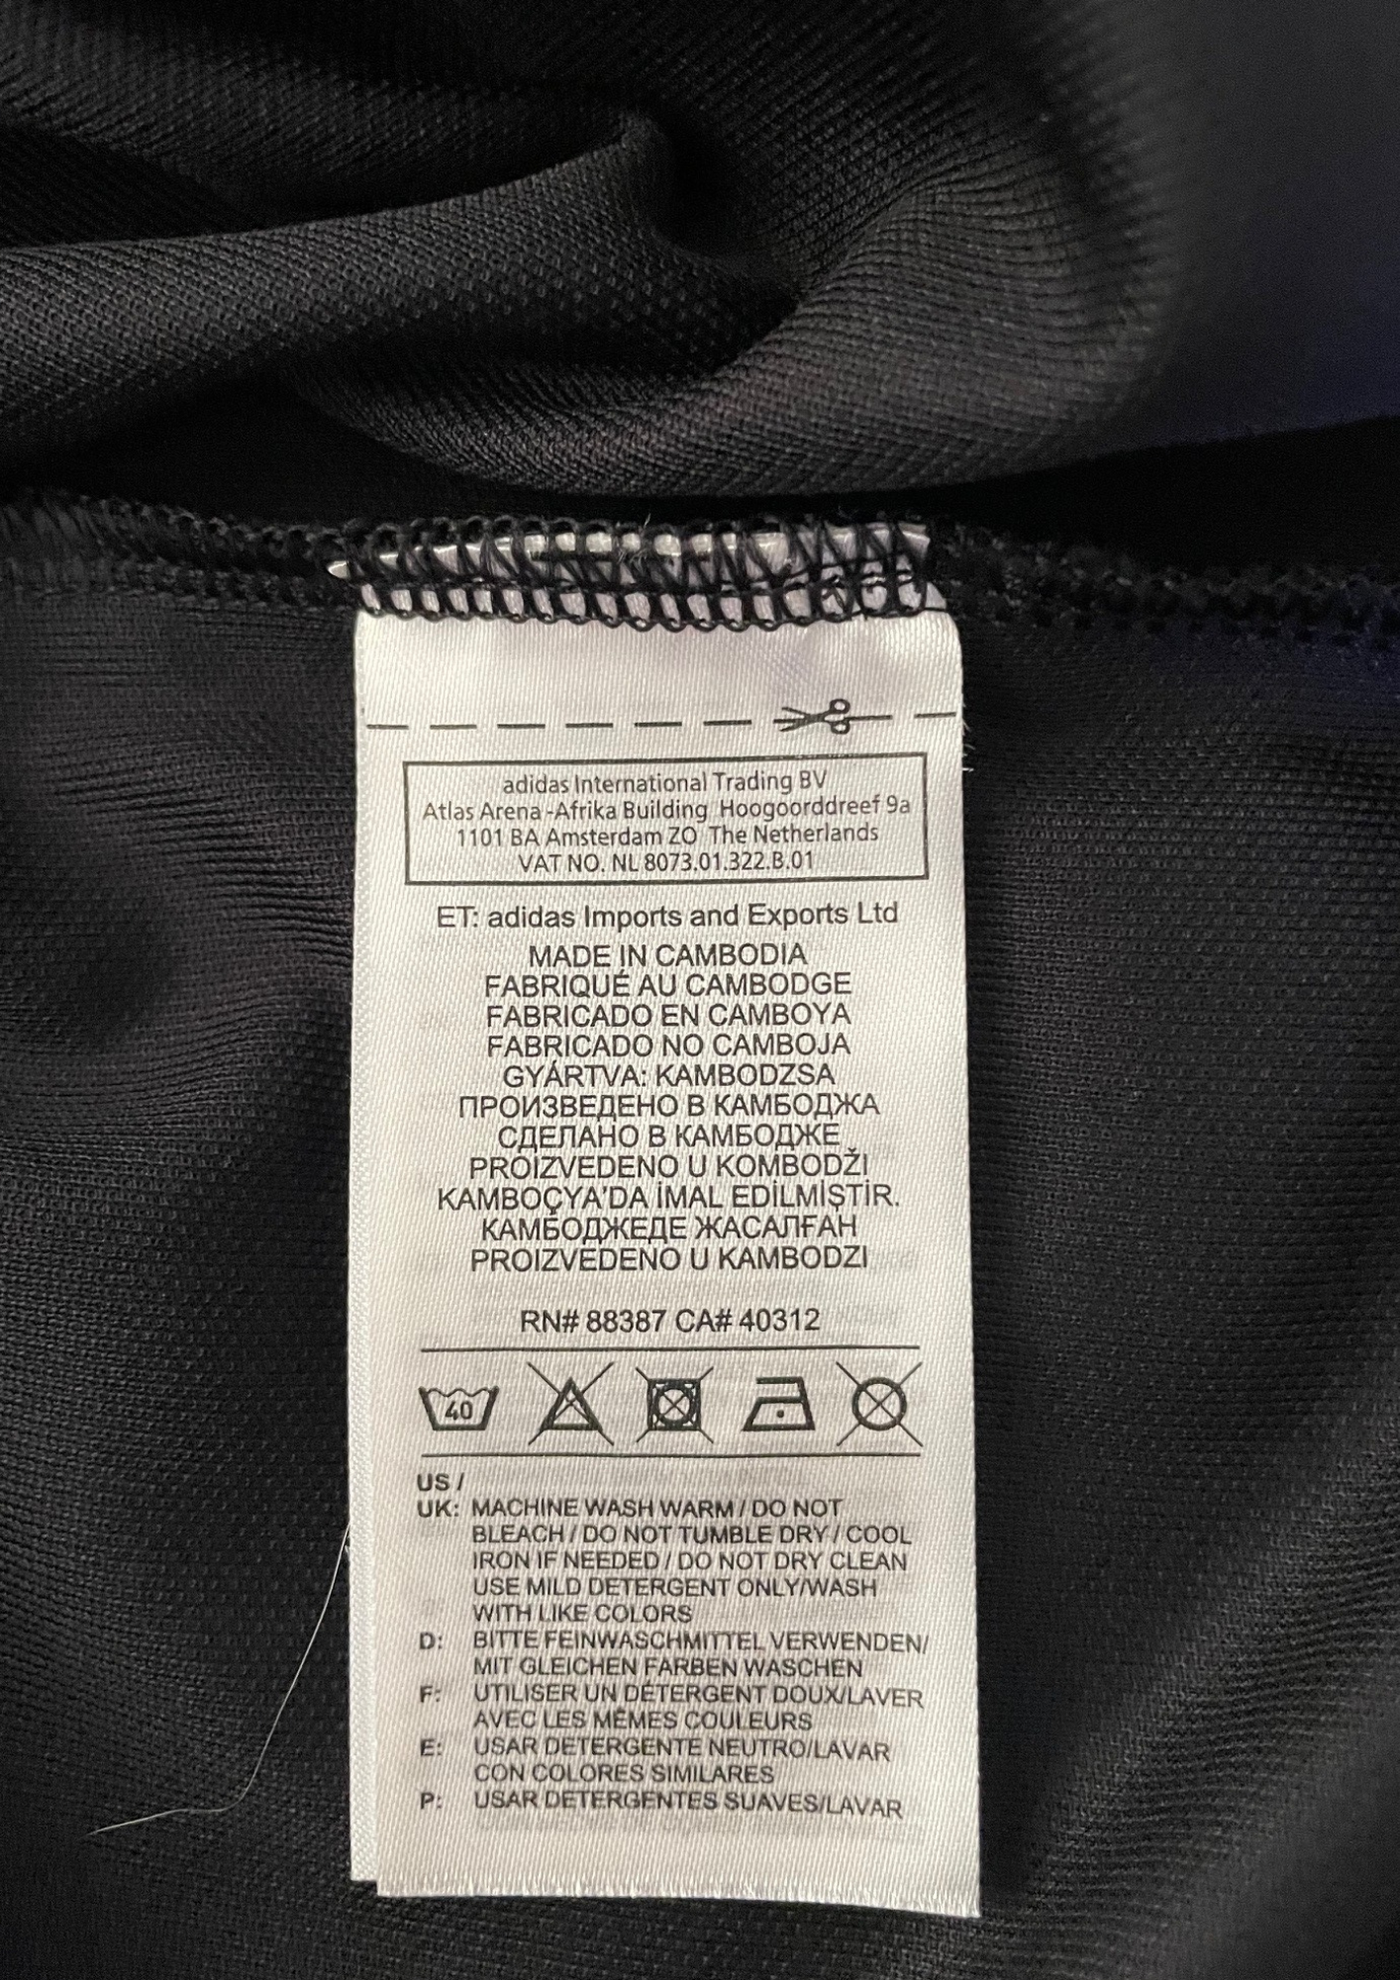 adidas International Trading BV
Atlas Arena-Afrika Building Hoogoorddreef 9a
1101 BA Amsterdam ZO The Netherlands
VAT NO. NL 8073.01.322.B.01
ET: adidas Imports and Exports Ltd
MADE IN CAMBODIA
FABRIQUÉ AU CAMBODGE
FABRICADO EN CAMBOYA
FABRICADO NO CAMBOJA
GYÁRTVA: KAMBODZSA
ПРОИЗВЕДЕНО В КАМБОДЖА
СДЕЛАНО В КАМБОДЖЕ
PROIZVEDENO U KOMBODŽI
KAMBOÇYA'DA İMAL EDİLMİŞTİR.
КАМБОДЖЕДЕ ЖАСАЛҒАН
PROIZVEDENO U KAMBODZI
RN# 88387 CA# 40312
40
US /
UK: MACHINE WASH WARM / DO NOT
BLEACH / DO NOT TUMBLE DRY / COOL
IRON IF NEEDED / DO NOT DRY CLEAN
USE MILD DETERGENT ONLY/WASH
WITH LIKE COLORS
D: BITTE FEINWASCHMITTEL VERWENDEN/
MIT GLEICHEN FARBEN WASCHEN
F: UTILISER UN DÉTERGENT DOUX/LAVER
AVEC LES MÊMES COULEURS
E: USAR DETERGENTE NEUTRO/LAVAR
CON COLORES SIMILARES
P: USAR DETERGENTES SUAVES/LAVAR